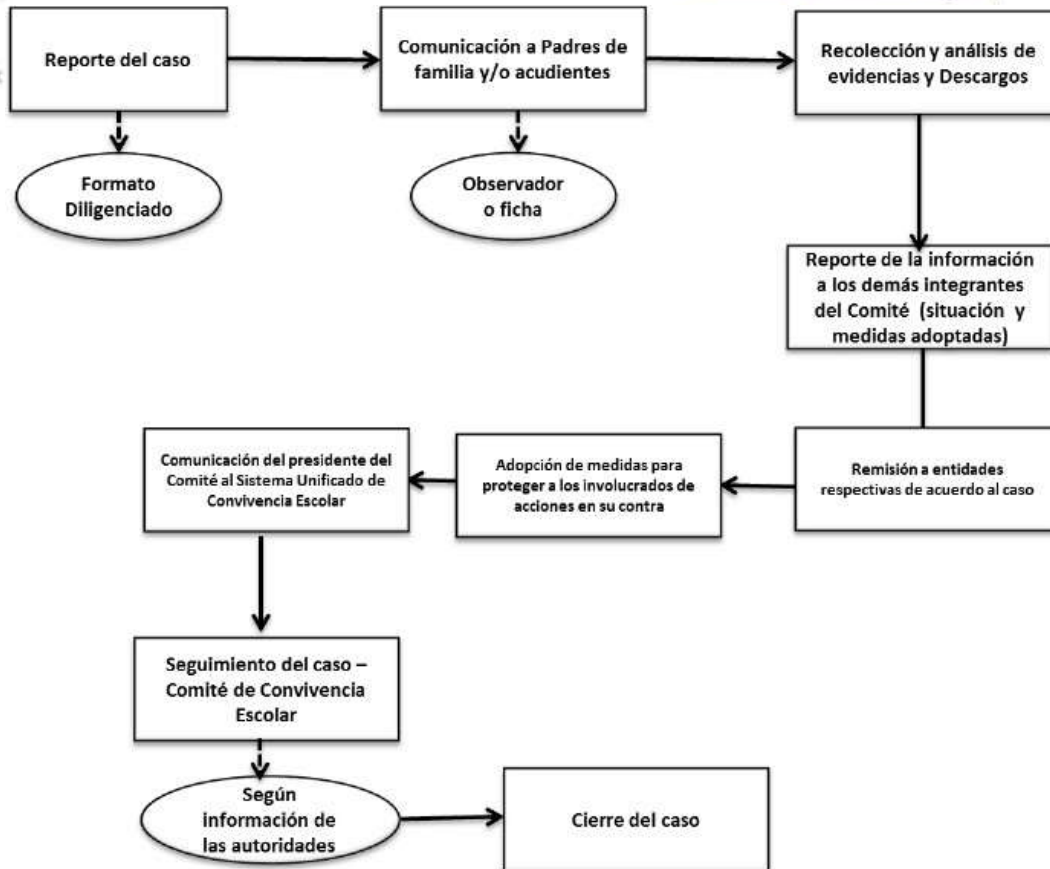 Reporte del caso
Comunicación a Padres de
familia y/o acudientes
Recolección y análisis de
evidencias y Descargos
Formato
Diligenciado
Observador
o ficha
Reporte de la información
a los demás integrantes
del Comité (situación y
medidas adoptadas)
Comunicación del presidente del
Comité al Sistema Unificado de
Convivencia Escolar
Adopción de medidas para
proteger a los involucrados de
acciones en su contra
Remisión a entidades
respectivas de acuerdo al caso
Seguimiento del caso –
Comité de Convivencia
Escolar
Según
información de
las autoridades
Cierre del caso